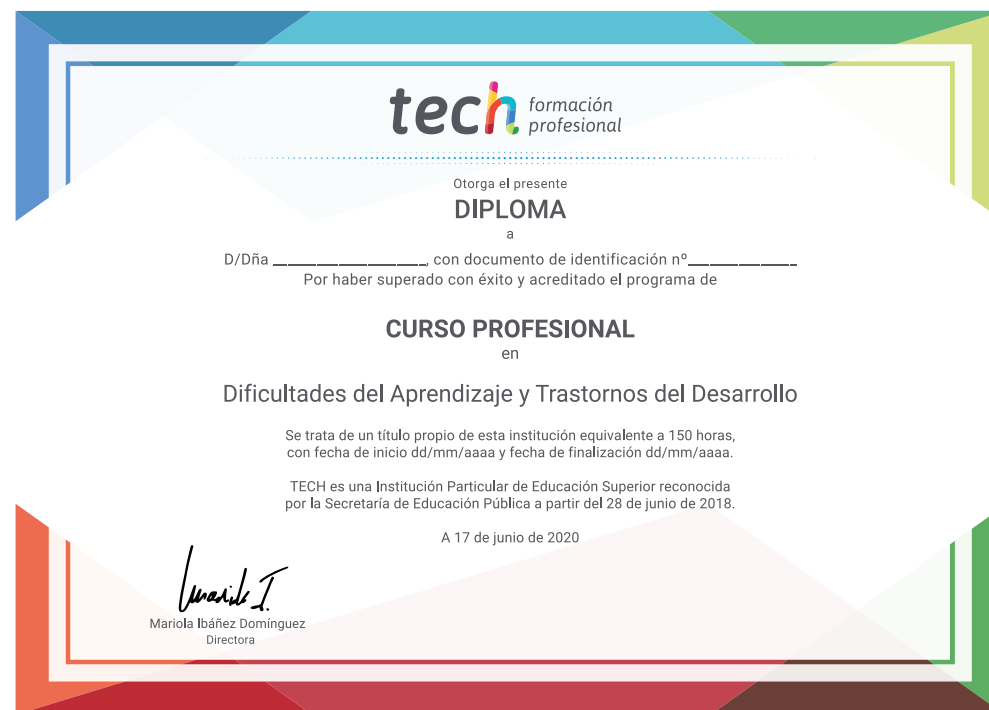 tech formación
profesional
Otorga el presente
DIPLOMA
a
D/Dña ____________________, con documento de identificación nº______________
Por haber superado con éxito y acreditado el programa de
CURSO PROFESIONAL
en
Dificultades del Aprendizaje y Trastornos del Desarrollo
Se trata de un título propio de esta institución equivalente a 150 horas,
con fecha de inicio dd/mm/aaaa y fecha de finalización dd/mm/aaaa.
TECH es una Institución Particular de Educación Superior reconocida
por la Secretaría de Educación Pública a partir del 28 de junio de 2018.
A 17 de junio de 2020
Mariola Ibáñez Domínguez
Directora